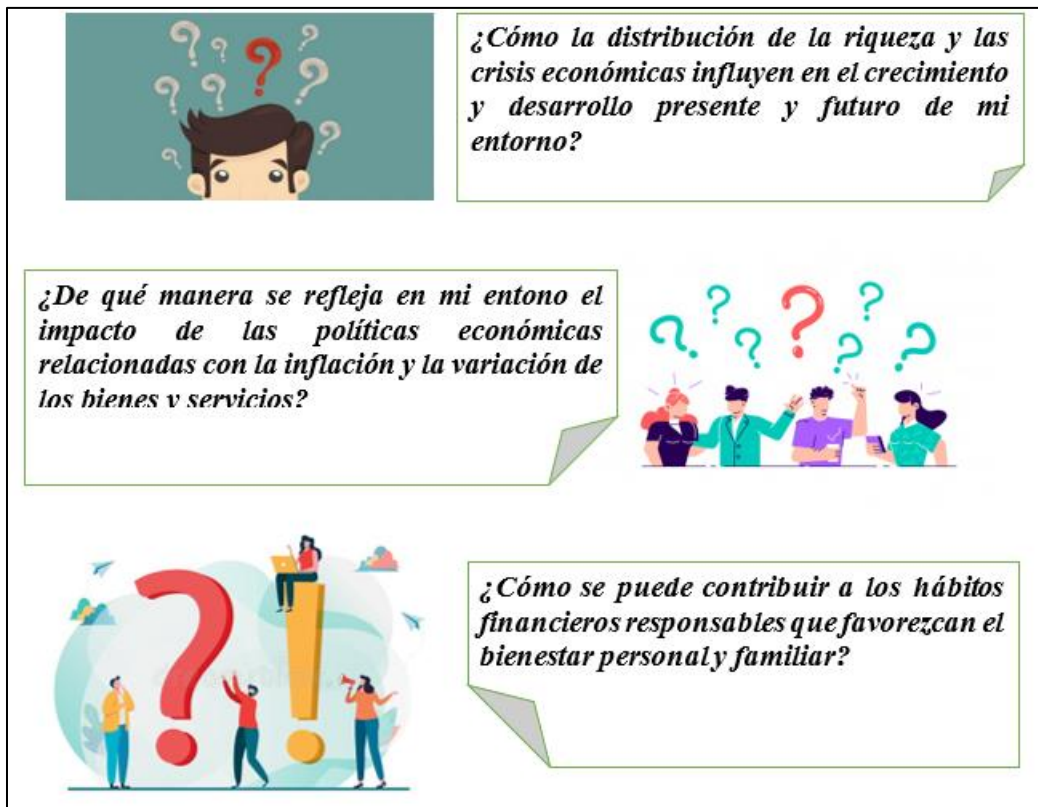 ¿Cómo la distribución de la riqueza y las
crisis económicas influyen en el crecimiento
y desarrollo presente y futuro de mi
entorno?
¿De qué manera se refleja en mi entono el
impacto de las políticas económicas
relacionadas con la inflación y la variación de
los bienes y servicios?
¿Cómo se puede contribuir a los hábitos
financieros responsables que favorezcan el
bienestar personal y familiar?